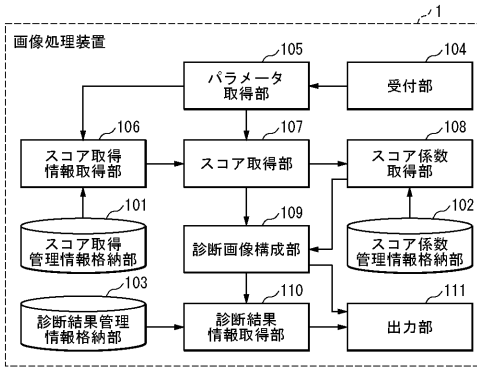 1
画像処理装置
105
パラメータ
取得部
104
受付部
106
スコア取得
情報取得部
107
スコア取得部
108
スコア係数
取得部
101
スコア取得
管理情報格納部
109
診断画像構成部
102
スコア係数
管理情報格納部
103
診断結果管理
情報格納部
110
診断結果
情報取得部
111
出力部